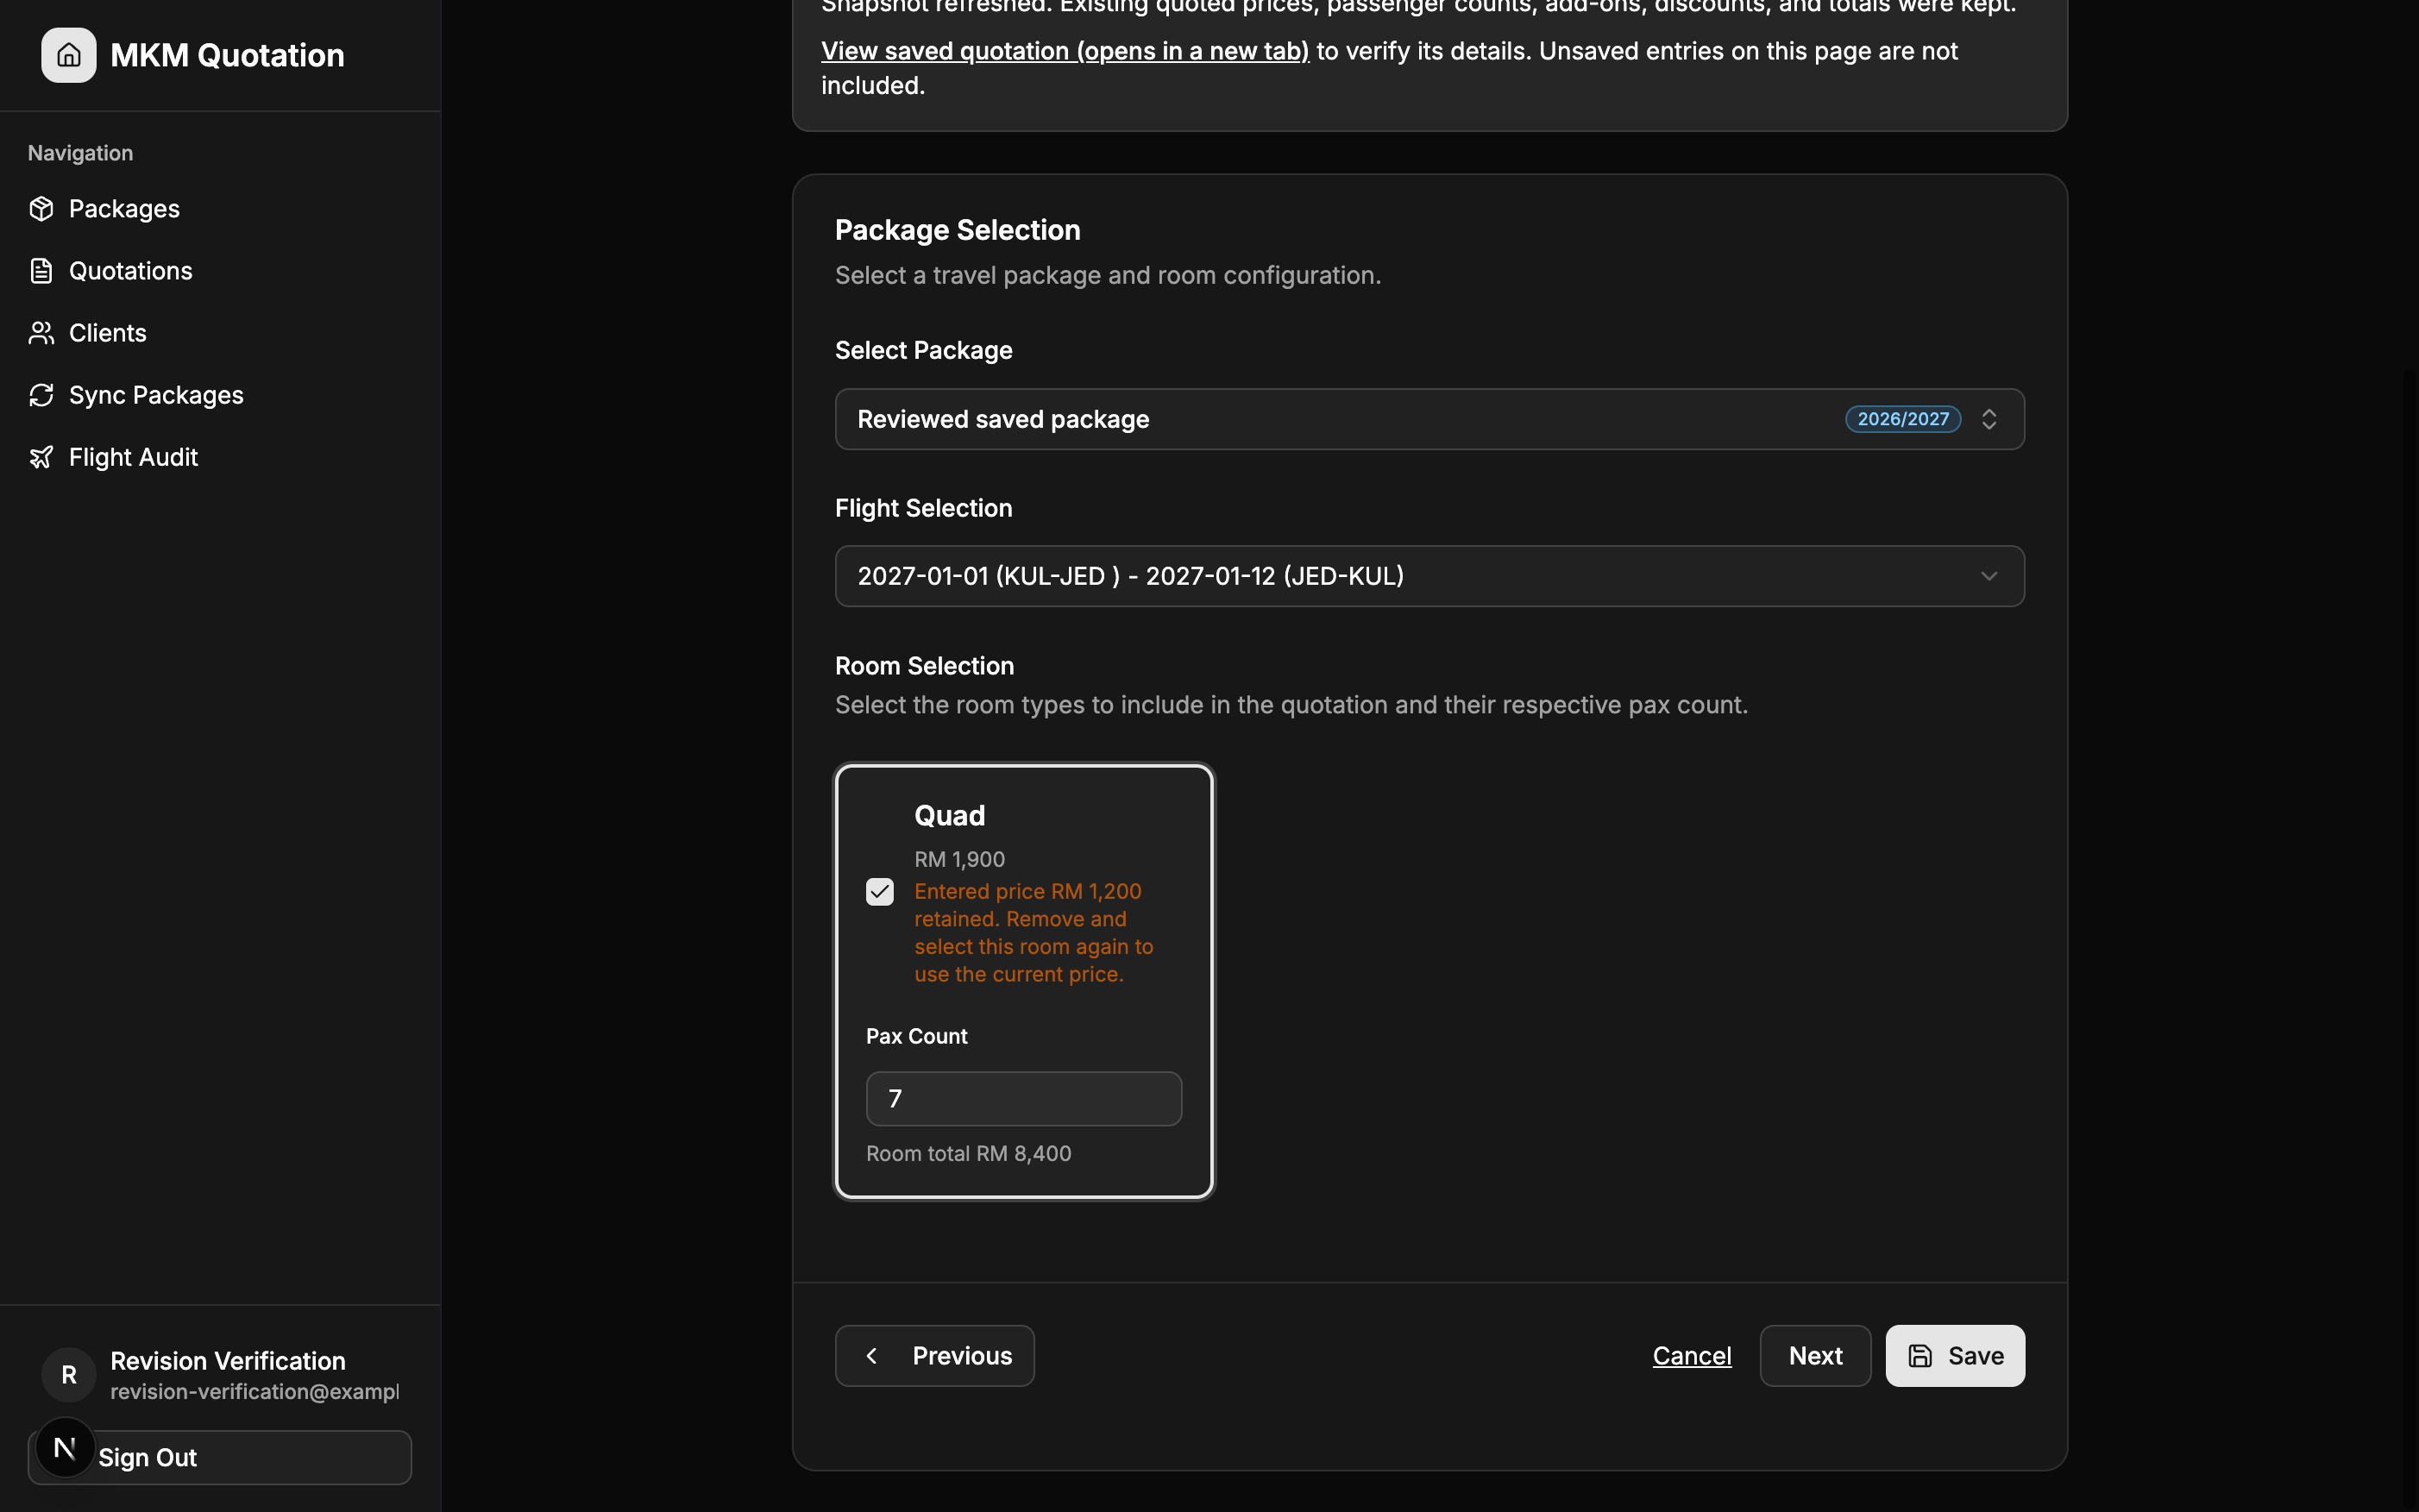 MKM Quotation
Navigation
Packages
Quotations
Clients
Sync Packages
Flight Audit
Revision Verification
R
revision-verification@exampl
N
Sign Out
Snapshot refreshed. Existing quoted prices, passenger counts, add-ons, discounts, and totals were kept.
View saved quotation (opens in a new tab) to verify its details. Unsaved entries on this page are not
included.
Package Selection
Select a travel package and room configuration.
Select Package
Reviewed saved package
2026/2027
Flight Selection
2027-01-01 (KUL-JED ) - 2027-01-12 (JED-KUL)
Room Selection
Select the room types to include in the quotation and their respective pax count.
Quad
RM 1,900
Entered price RM 1,200
retained. Remove and
select this room again to
use the current price.
Pax Count
7
Room total RM 8,400
Previous
Cancel
Next
Save